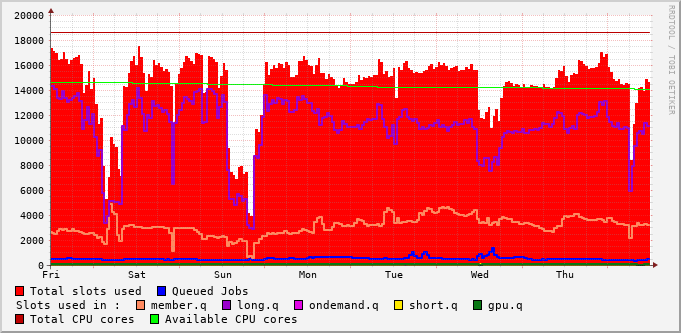 20000
18000
16000
14000
12000
10000
8000
6000
4000
2000
0
Fri Sat Sun Mon Tue Wed Thu
RRDTOOL / TOBI OETIKER
Total slots used Queued Jobs
Slots used in : member.q long.q ondemand.q short.q gpu.q
Total CPU cores Available CPU cores